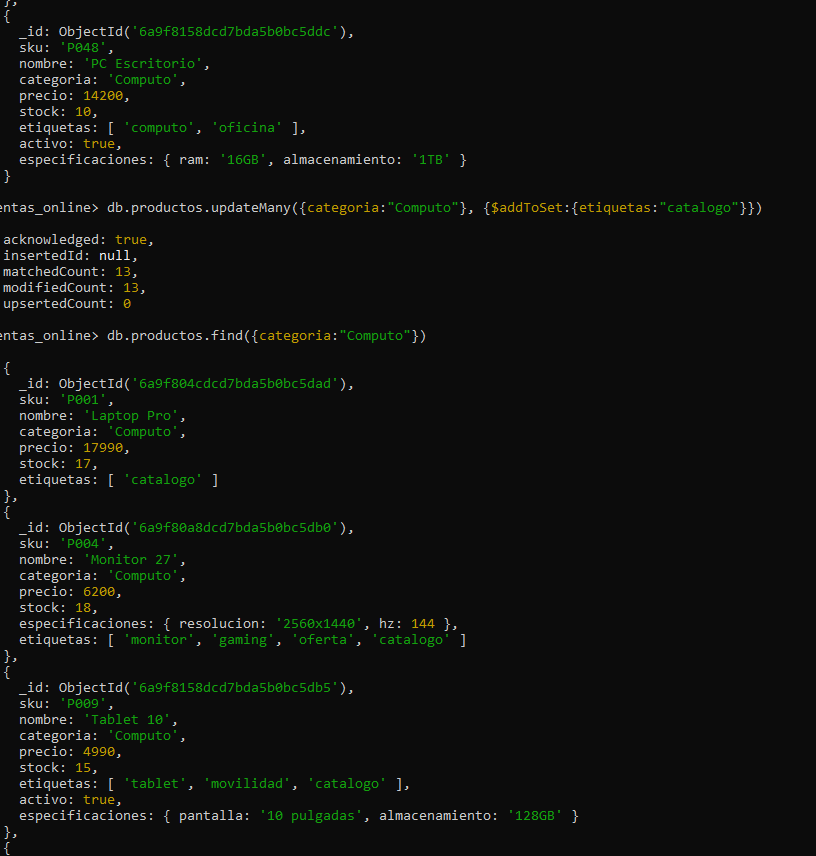 },
{
  _id: ObjectId('6a9f8158dcd7bda5b0bc5ddc'),
  sku: 'P048',
  nombre: 'PC Escritorio',
  categoria: 'Computo',
  precio: 14200,
  stock: 10,
  etiquetas: [ 'computo', 'oficina' ],
  activo: true,
  especificaciones: { ram: '16GB', almacenamiento: '1TB' }
}
entas_online> db.productos.updateMany({categoria:"Computo"}, {$addToSet:{etiquetas:"catalogo"}})
acknowledged: true,
insertedId: null,
matchedCount: 13,
modifiedCount: 13,
upsertedCount: 0
entas_online> db.productos.find({categoria:"Computo"})
{
  _id: ObjectId('6a9f804cdcd7bda5b0bc5dad'),
  sku: 'P001',
  nombre: 'Laptop Pro',
  categoria: 'Computo',
  precio: 17990,
  stock: 17,
  etiquetas: [ 'catalogo' ]
},
{
  _id: ObjectId('6a9f80a8dcd7bda5b0bc5db0'),
  sku: 'P004',
  nombre: 'Monitor 27',
  categoria: 'Computo',
  precio: 6200,
  stock: 18,
  especificaciones: { resolucion: '2560x1440', hz: 144 },
  etiquetas: [ 'monitor', 'gaming', 'oferta', 'catalogo' ]
},
{
  _id: ObjectId('6a9f8158dcd7bda5b0bc5db5'),
  sku: 'P009',
  nombre: 'Tablet 10',
  categoria: 'Computo',
  precio: 4990,
  stock: 15,
  etiquetas: [ 'tablet', 'movilidad', 'catalogo' ],
  activo: true,
  especificaciones: { pantalla: '10 pulgadas', almacenamiento: '128GB' }
},
{